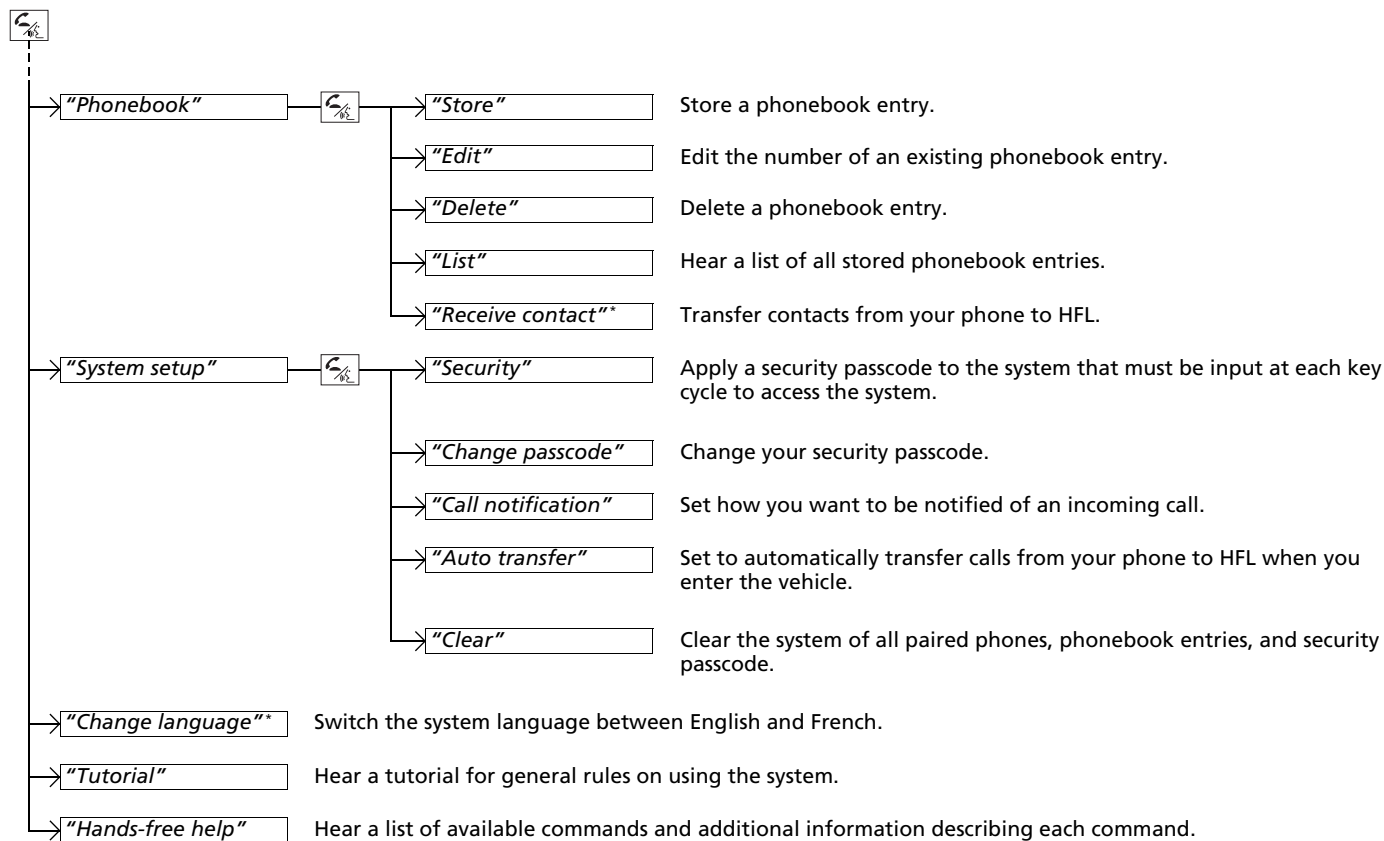 "Phonebook"
"Store" Store a phonebook entry.
"Edit" Edit the number of an existing phonebook entry.
"Delete" Delete a phonebook entry.
"List" Hear a list of all stored phonebook entries.
"Receive contact"* Transfer contacts from your phone to HFL.
"System setup"
"Security" Apply a security passcode to the system that must be input at each key
cycle to access the system.
"Change passcode" Change your security passcode.
"Call notification" Set how you want to be notified of an incoming call.
"Auto transfer" Set to automatically transfer calls from your phone to HFL when you
enter the vehicle.
"Clear" Clear the system of all paired phones, phonebook entries, and security
passcode.
"Change language"* Switch the system language between English and French.
"Tutorial" Hear a tutorial for general rules on using the system.
"Hands-free help" Hear a list of available commands and additional information describing each command.